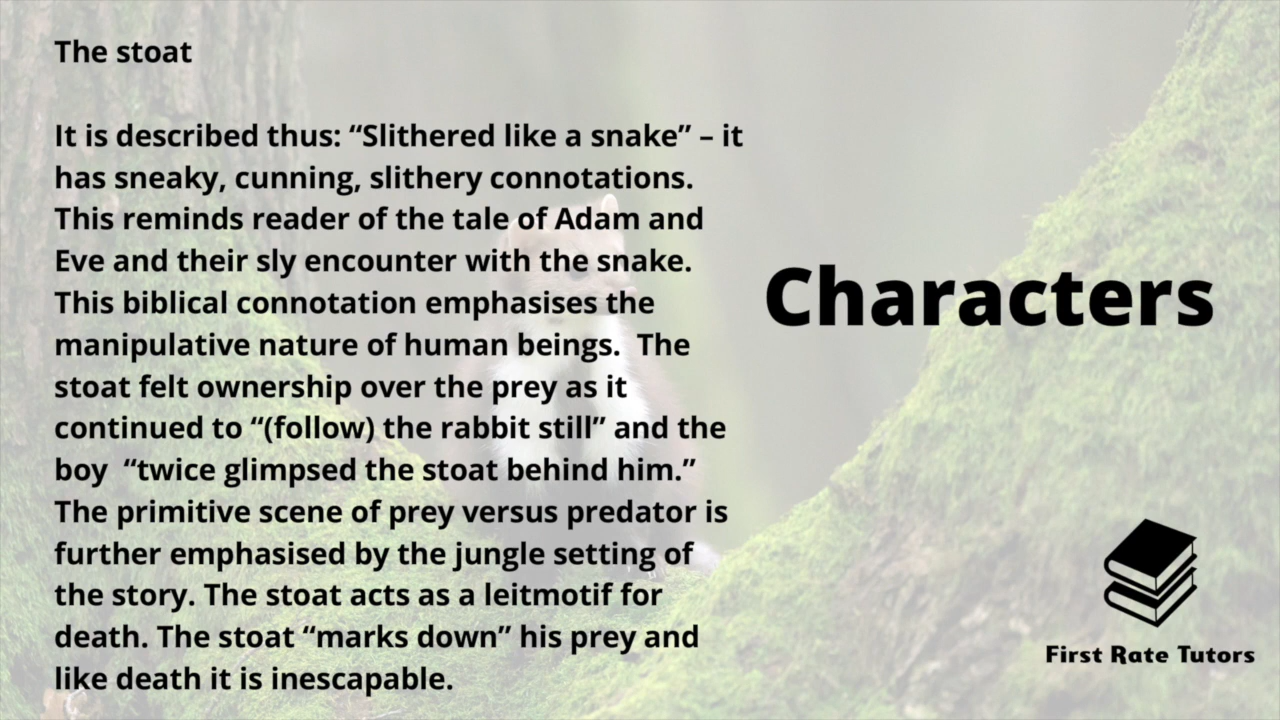 The stoat
It is described thus: “Slithered like a snake” – it
has sneaky, cunning, slithery connotations.
This reminds reader of the tale of Adam and
Eve and their sly encounter with the snake.
This biblical connotation emphasises the
manipulative nature of human beings.  The
stoat felt ownership over the prey as it
continued to “(follow) the rabbit still” and the
boy  “twice glimpsed the stoat behind him.”
The primitive scene of prey versus predator is
further emphasised by the jungle setting of
the story. The stoat acts as a leitmotif for
death. The stoat “marks down” his prey and
like death it is inescapable.
Characters
First Rate Tutors